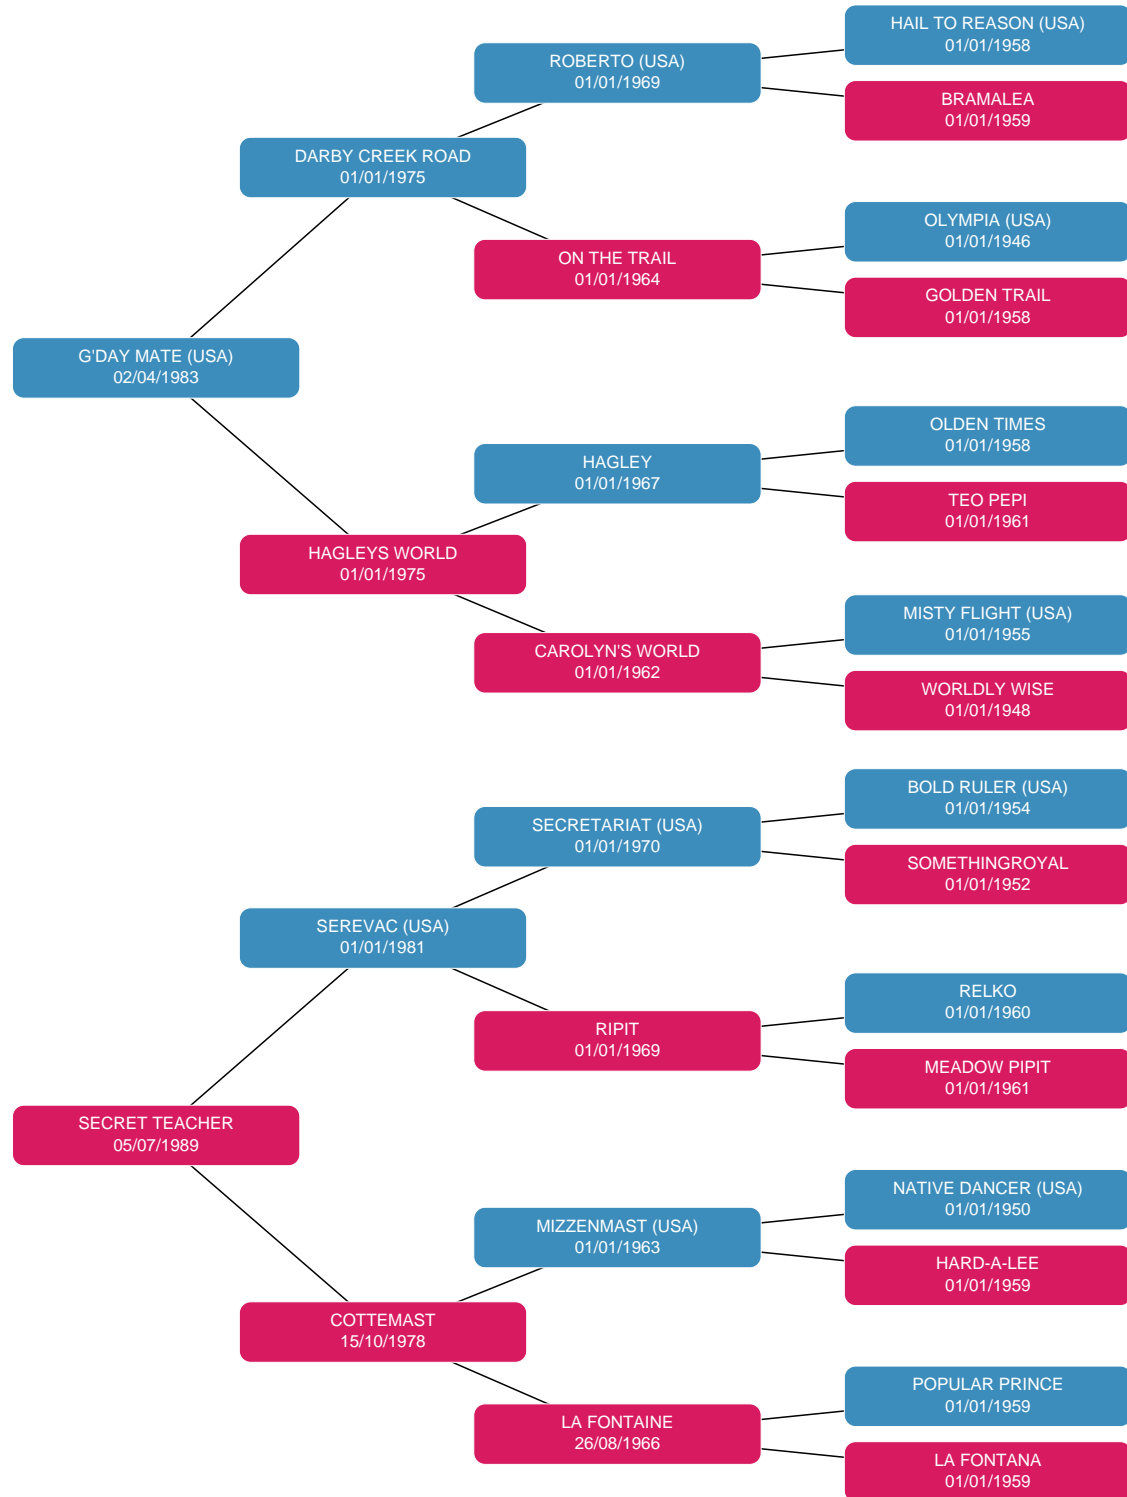 HAIL TO REASON (USA)
01/01/1958
ROBERTO (USA)
01/01/1969
BRAMALEA
01/01/1959
DARBY CREEK ROAD
01/01/1975
OLYMPIA (USA)
01/01/1946
ON THE TRAIL
01/01/1964
GOLDEN TRAIL
01/01/1958
G'DAY MATE (USA)
02/04/1983
OLDEN TIMES
01/01/1958
HAGLEY
01/01/1967
TEO PEPI
01/01/1961
HAGLEYS WORLD
01/01/1975
MISTY FLIGHT (USA)
01/01/1955
CAROLYN'S WORLD
01/01/1962
WORLDLY WISE
01/01/1948
BOLD RULER (USA)
01/01/1954
SECRETARIAT (USA)
01/01/1970
SOMETHINGROYAL
01/01/1952
SEREVAC (USA)
01/01/1981
RELKO
01/01/1960
RIPIT
01/01/1969
MEADOW PIPIT
01/01/1961
SECRET TEACHER
05/07/1989
NATIVE DANCER (USA)
01/01/1950
MIZZENMAST (USA)
01/01/1963
HARD-A-LEE
01/01/1959
COTTEMAST
15/10/1978
POPULAR PRINCE
01/01/1959
LA FONTAINE
26/08/1966
LA FONTANA
01/01/1959